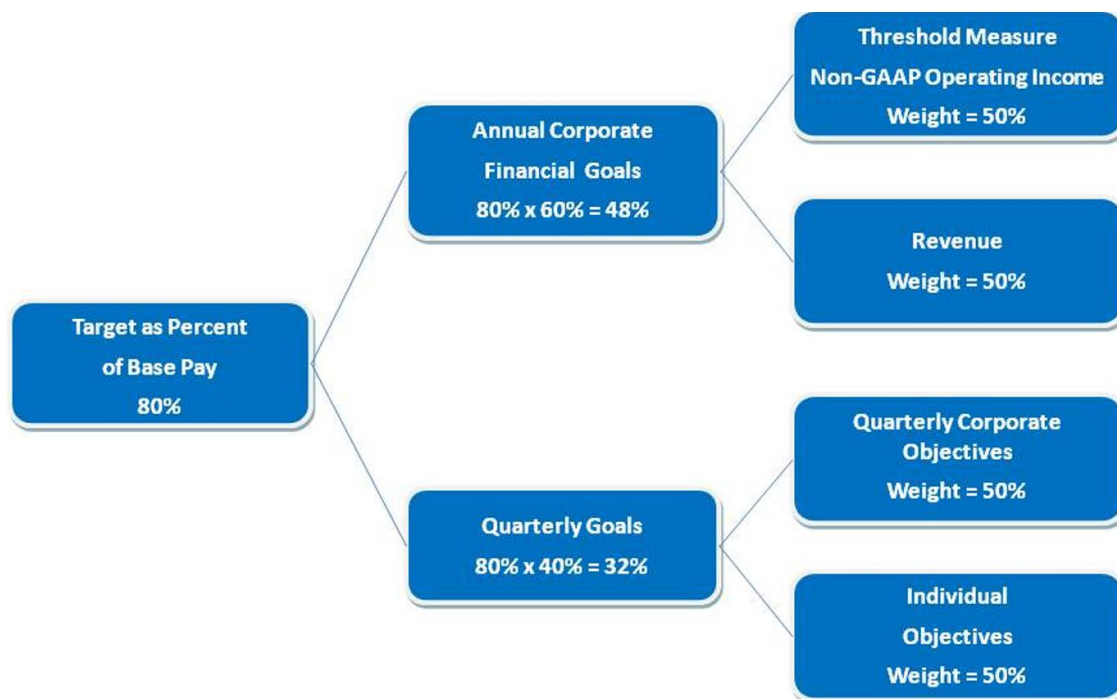 Target as Percent
of Base Pay
80%
Annual Corporate
Financial Goals
80% x 60% = 48%
Threshold Measure
Non-GAAP Operating Income
Weight = 50%
Revenue
Weight = 50%
Quarterly Goals
80% x 40% = 32%
Quarterly Corporate
Objectives
Weight = 50%
Individual
Objectives
Weight = 50%